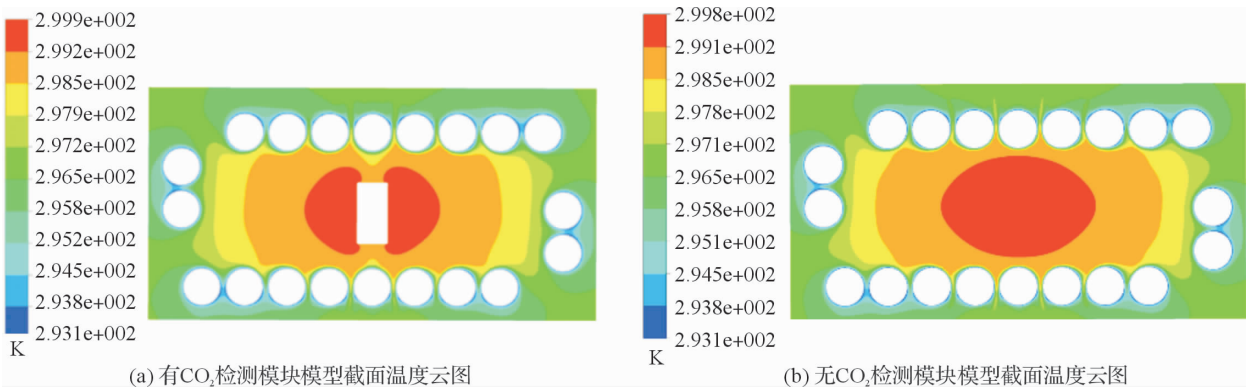 2.999e+002
2.992e+002
2.985e+002
2.979e+002
2.972e+002
2.965e+002
2.958e+002
2.952e+002
2.945e+002
2.938e+002
2.931e+002
K
(a) 有CO₂检测模块模型截面温度云图
2.998e+002
2.991e+002
2.985e+002
2.978e+002
2.971e+002
2.965e+002
2.958e+002
2.951e+002
2.945e+002
2.938e+002
2.931e+002
K
(b) 无CO₂检测模块模型截面温度云图